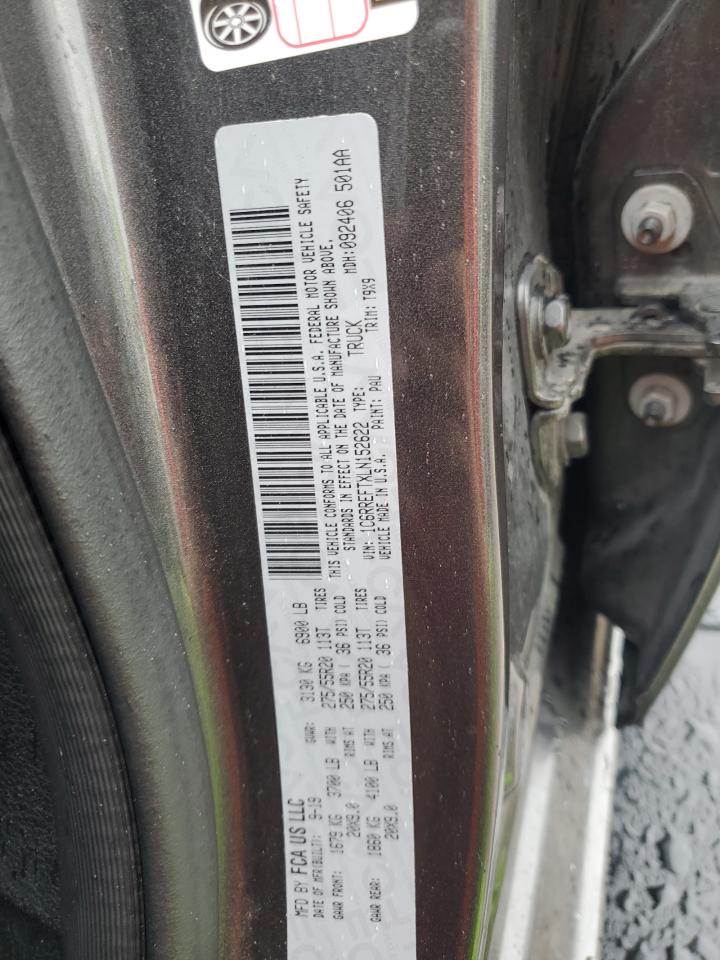 MFD BY FCA US LLC
DATE OF MFR(BUILT): 9-19 GVWR: 3130 KG 6900 LB
GAWR FRONT: 1679 KG 3700 LB WITH 275/55R20 113T TIRES
20X9.0 RIMS AT 250 KPA ( 36 PSI) COLD
GAWR REAR: 1860 KG 4100 LB WITH 275/55R20 113T TIRES
20X9.0 RIMS AT 250 KPA ( 36 PSI) COLD
THIS VEHICLE CONFORMS TO ALL APPLICABLE U.S.A. FEDERAL MOTOR VEHICLE SAFETY
STANDARDS IN EFFECT ON THE DATE OF MANUFACTURE SHOWN ABOVE.
VIN: 1C6RREFTXLN152622 TYPE: TRUCK MDH:092406 501AA
VEHICLE MADE IN U.S.A. PAINT: PAU TRIM: T9X9